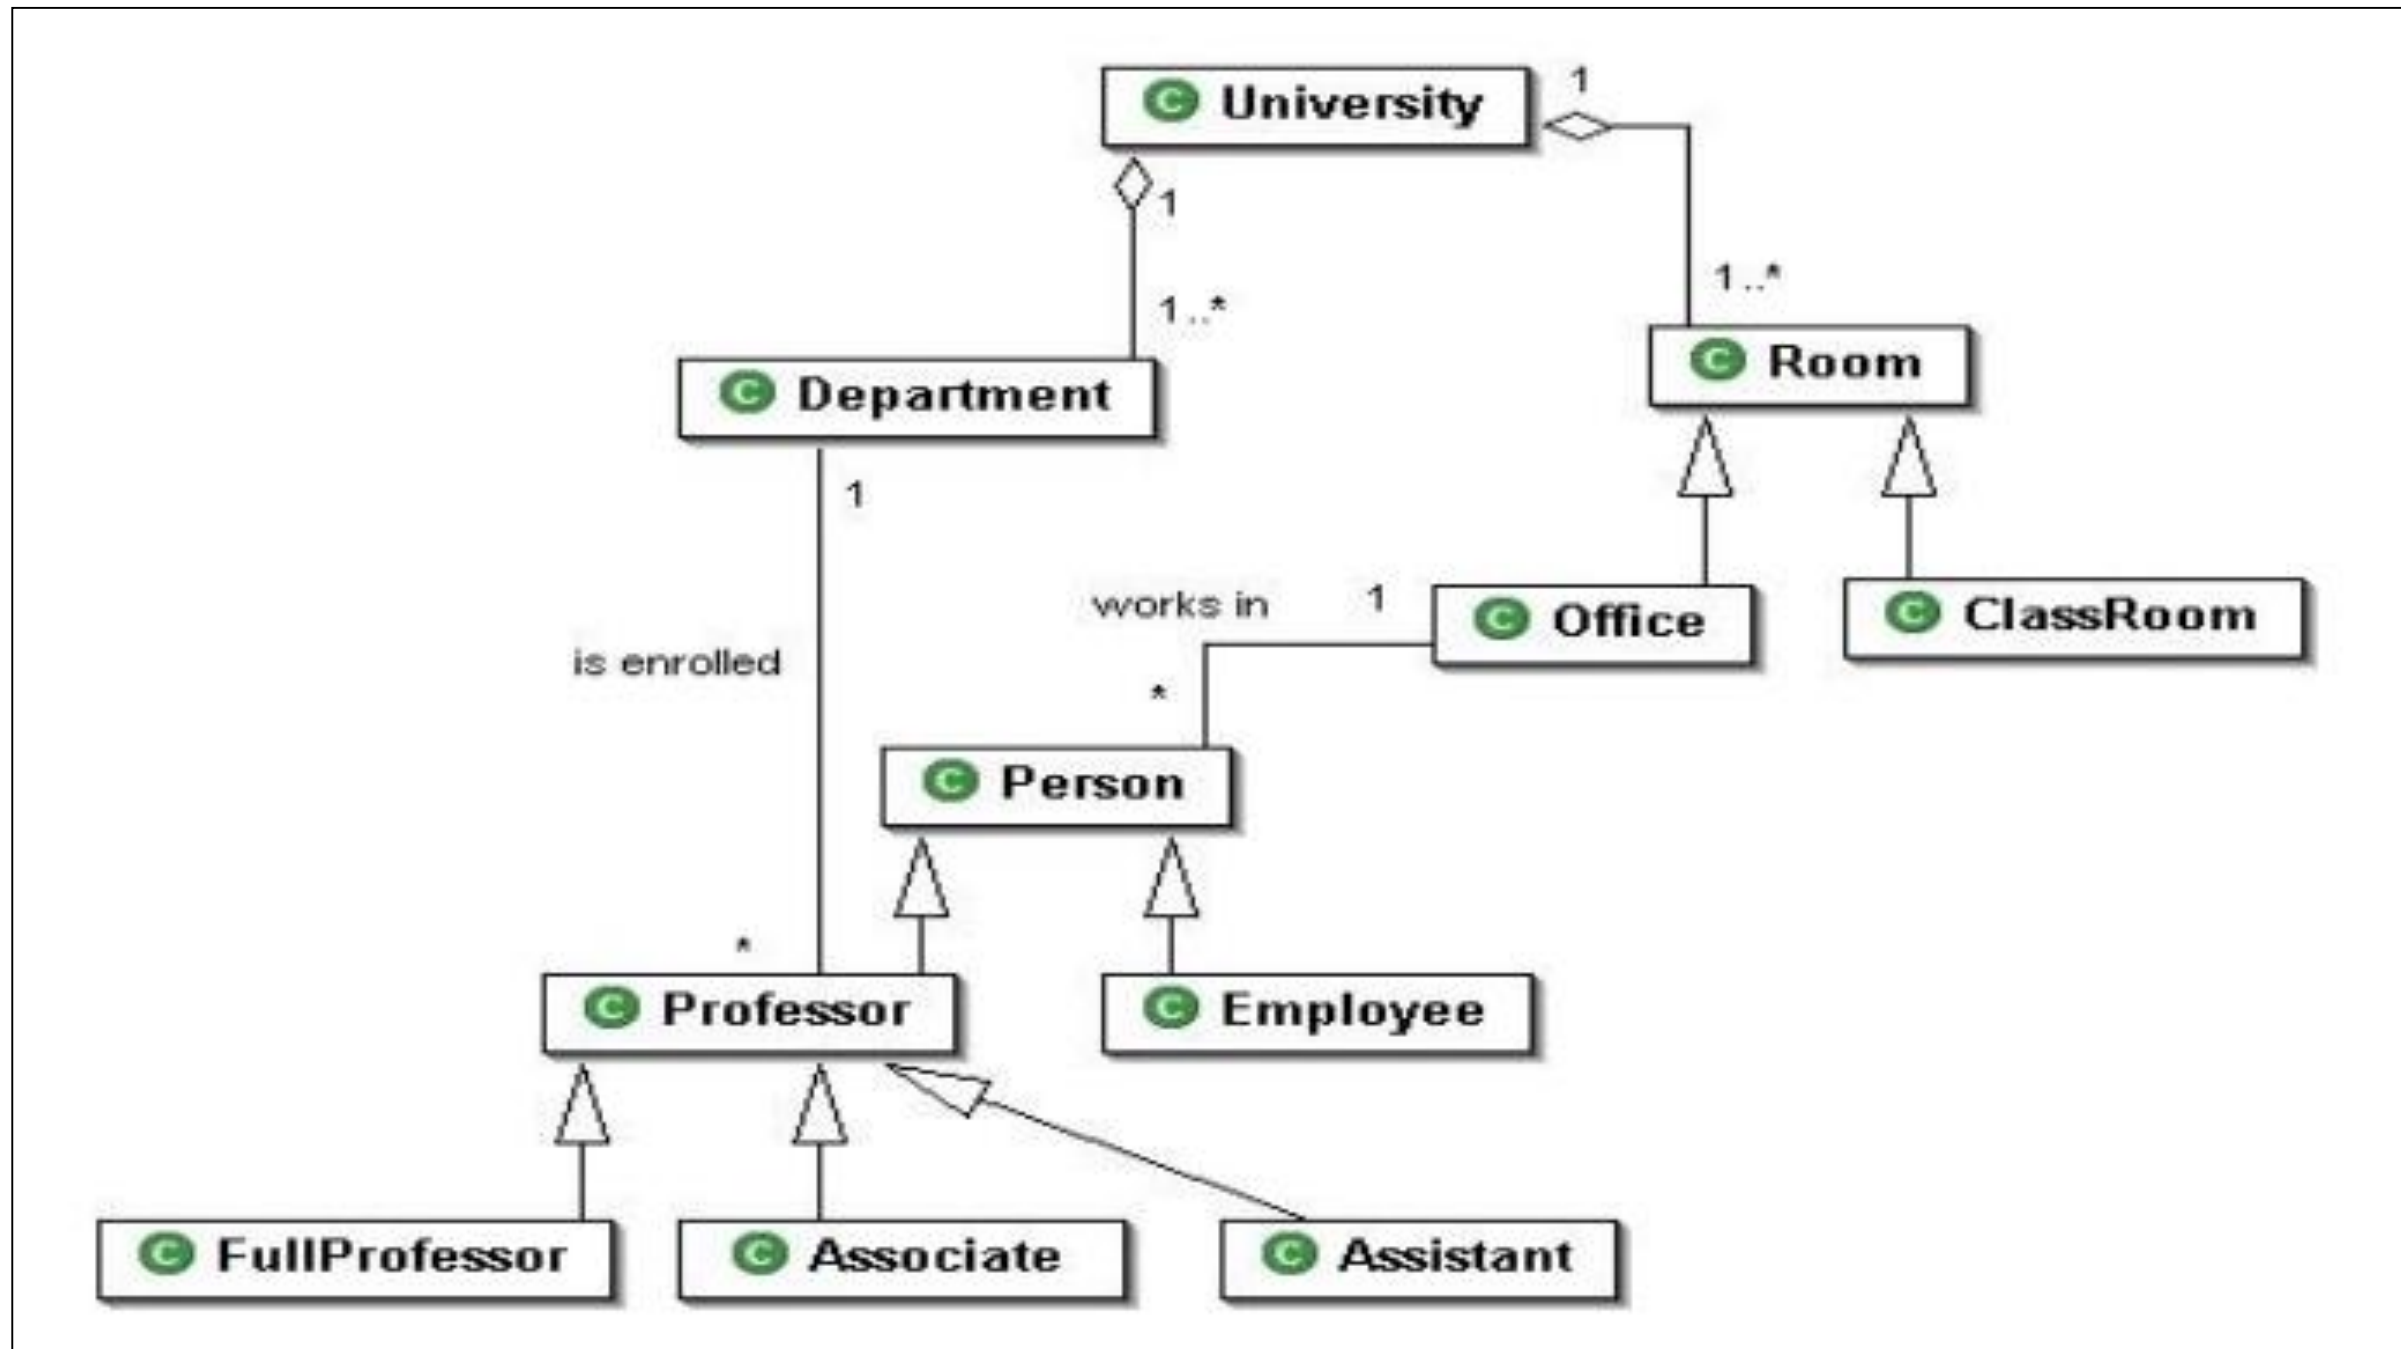 C University
1
1
1..*
1..*
C Department
C Room
1
works in
1
C Office
C ClassRoom
is enrolled
*
C Person
*
C Professor
C Employee
C FullProfessor
C Associate
C Assistant